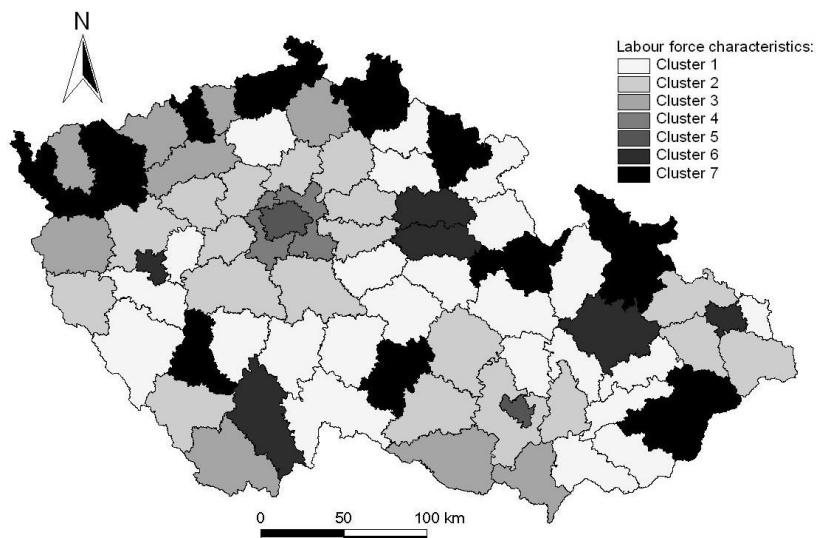 N
Labour force characteristics:
Cluster 1
Cluster 2
Cluster 3
Cluster 4
Cluster 5
Cluster 6
Cluster 7
0 50 100 km